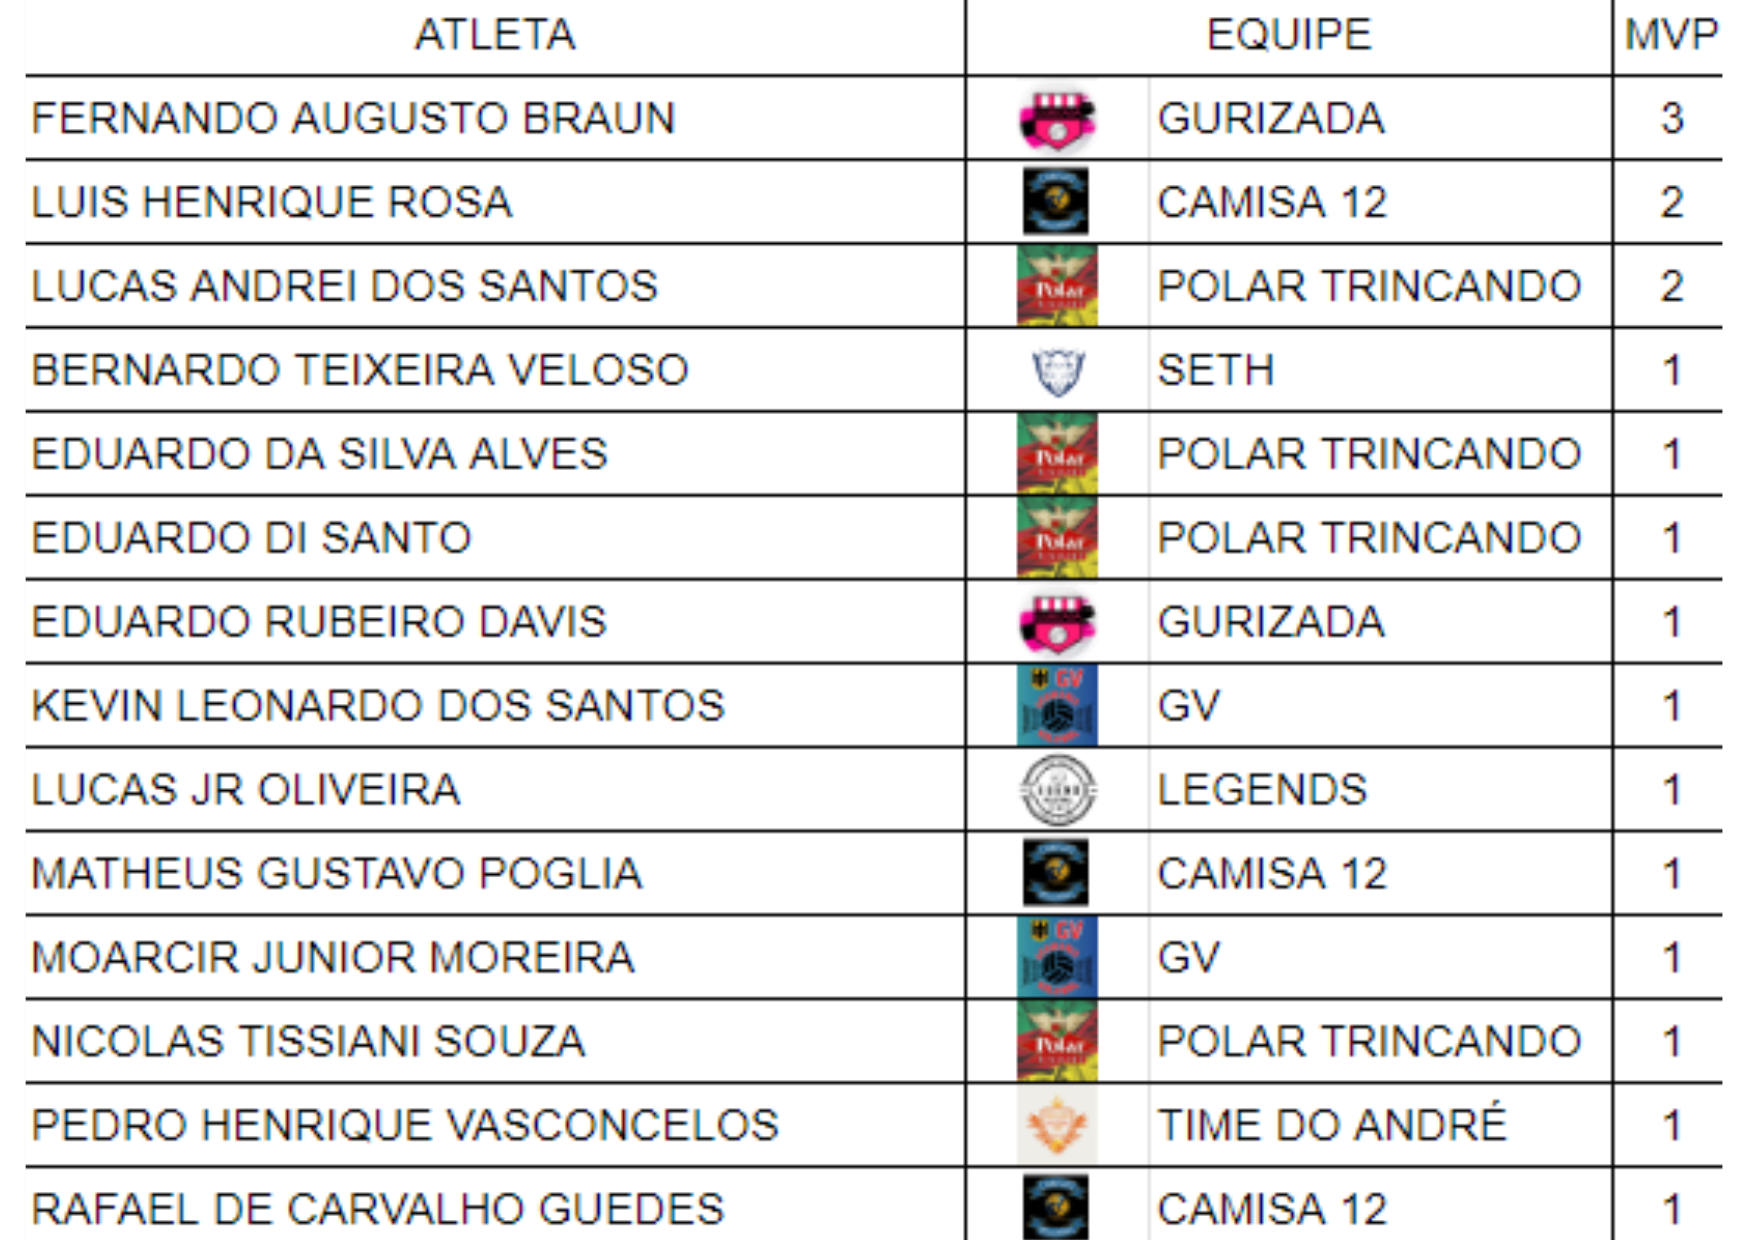 ATLETA EQUIPE MVP
FERNANDO AUGUSTO BRAUN GURIZADA 3
LUIS HENRIQUE ROSA CAMISA 12 2
LUCAS ANDREI DOS SANTOS Polar POLAR TRINCANDO 2
BERNARDO TEIXEIRA VELOSO SETH 1
EDUARDO DA SILVA ALVES Polar POLAR TRINCANDO 1
EDUARDO DI SANTO Polar POLAR TRINCANDO 1
EDUARDO RUBEIRO DAVIS GURIZADA 1
KEVIN LEONARDO DOS SANTOS GV GV 1
LUCAS JR OLIVEIRA LEGENDS 1
MATHEUS GUSTAVO POGLIA CAMISA 12 1
MOARCIR JUNIOR MOREIRA GV GV 1
NICOLAS TISSIANI SOUZA Polar POLAR TRINCANDO 1
PEDRO HENRIQUE VASCONCELOS TIME DO ANDRÉ 1
RAFAEL DE CARVALHO GUEDES CAMISA 12 1